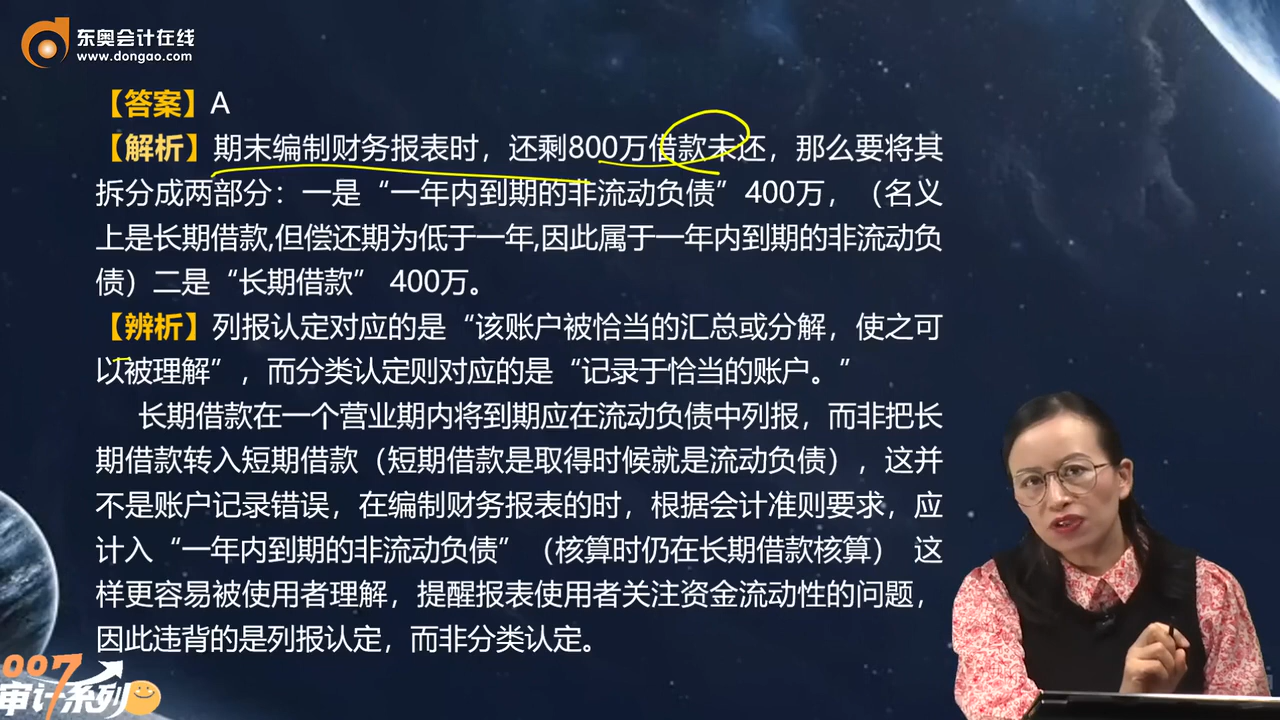 东奥会计在线
www.dongao.com
【答案】A
【解析】期末编制财务报表时，还剩800万借款未还，那么要将其
拆分成两部分：一是“一年内到期的非流动负债”400万，（名义
上是长期借款,但偿还期为低于一年,因此属于一年内到期的非流动负
债）二是“长期借款” 400万。
【辨析】列报认定对应的是“该账户被恰当的汇总或分解，使之可
以被理解”，而分类认定则对应的是“记录于恰当的账户。”
长期借款在一个营业期内将到期应在流动负债中列报，而非把长
期借款转入短期借款（短期借款是取得时候就是流动负债），这并
不是账户记录错误，在编制财务报表的时，根据会计准则要求，应
计入“一年内到期的非流动负债”（核算时仍在长期借款核算） 这
样更容易被使用者理解，提醒报表使用者关注资金流动性的问题，
因此违背的是列报认定，而非分类认定。
007
审计系列